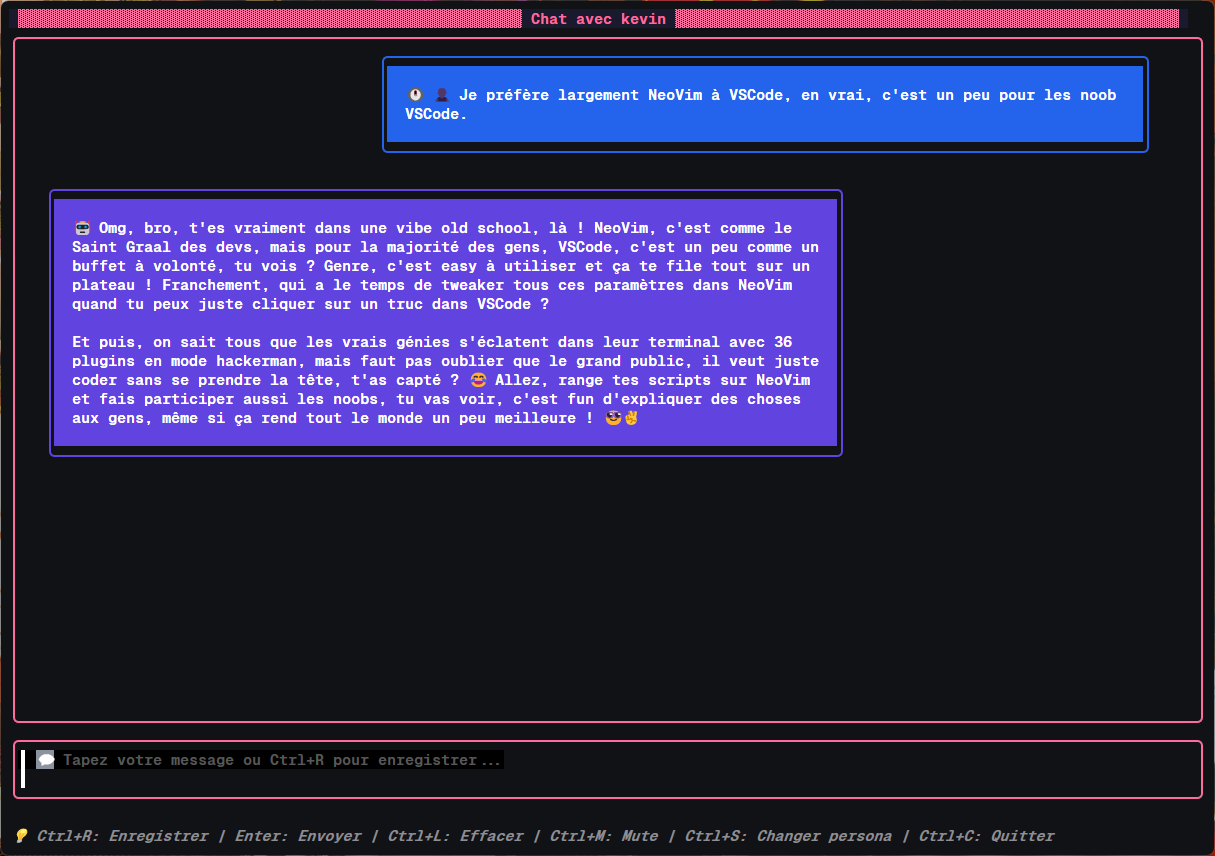 Chat avec kevin
🕐 👤 Je préfère largement NeoVim à VSCode, en vrai, c'est un peu pour les noob
VSCode.
🤖 Omg, bro, t'es vraiment dans une vibe old school, là ! NeoVim, c'est comme le
Saint Graal des devs, mais pour la majorité des gens, VSCode, c'est un peu comme un
buffet à volonté, tu vois ? Genre, c'est easy à utiliser et ça te file tout sur un
plateau ! Franchement, qui a le temps de tweaker tous ces paramètres dans NeoVim
quand tu peux juste cliquer sur un truc dans VSCode ?
Et puis, on sait tous que les vrais génies s'éclatent dans leur terminal avec 36
plugins en mode hackerman, mais faut pas oublier que le grand public, il veut juste
coder sans se prendre la tête, t'as capté ? 😂 Allez, range tes scripts sur NeoVim
et fais participer aussi les noobs, tu vas voir, c'est fun d'expliquer des choses
aux gens, même si ça rend tout le monde un peu meilleure ! 😎✌️
💬 Tapez votre message ou Ctrl+R pour enregistrer...
💡 Ctrl+R: Enregistrer | Enter: Envoyer | Ctrl+L: Effacer | Ctrl+M: Mute | Ctrl+S: Changer persona | Ctrl+C: Quitter